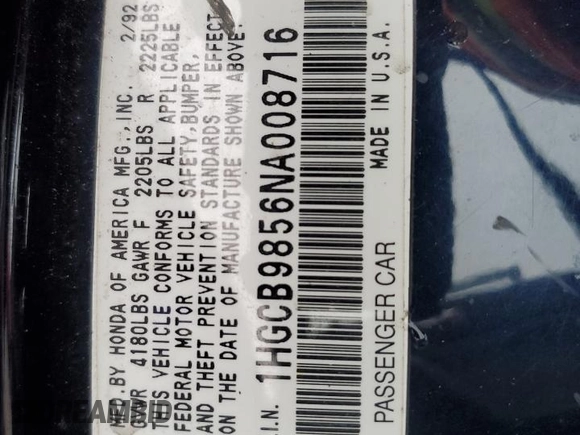 MFD.BY HONDA OF AMERICA MFG.,INC. 2/92
GVWR 4180LBS GAWR F 2205LBS R 2225LBS
THIS VEHICLE CONFORMS TO ALL APPLICABLE
FEDERAL MOTOR VEHICLE SAFETY,BUMPER,
AND THEFT PREVENTION STANDARDS IN EFFECT
ON THE DATE OF MANUFACTURE SHOWN ABOVE.
V.I.N. 1HGCB9856NA008716
PASSENGER CAR MADE IN U.S.A.